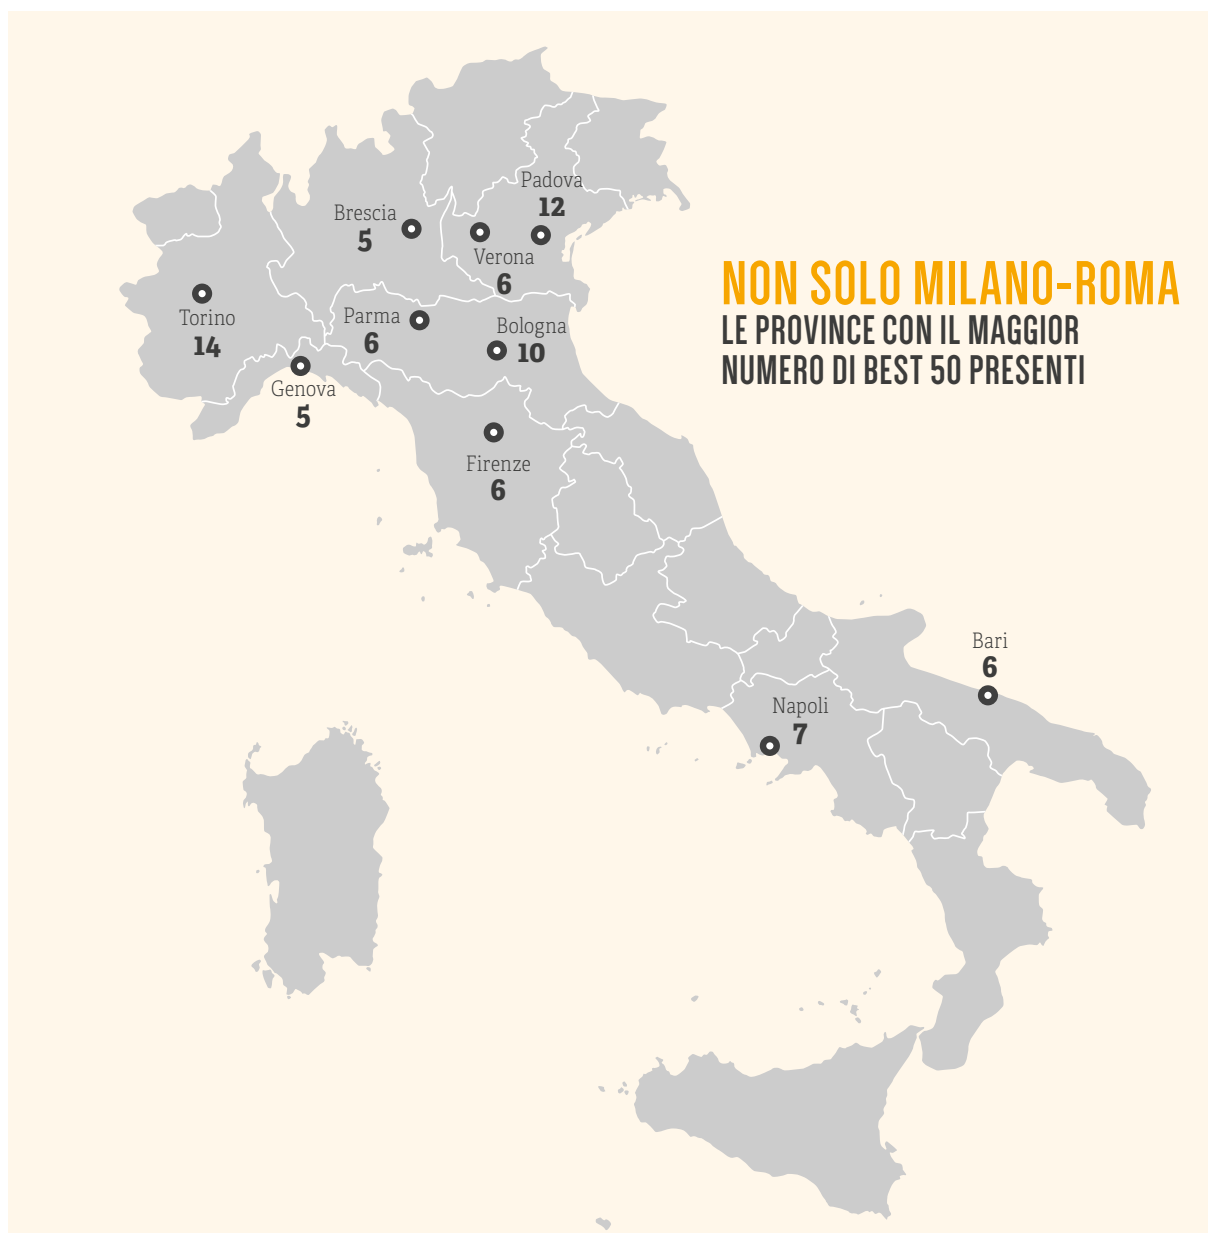 Padova
12
Brescia
5
Verona
6
NON SOLO MILANO-ROMA
LE PROVINCE CON IL MAGGIOR
NUMERO DI BEST 50 PRESENTI
Torino
14
Parma
6
Bologna
10
Genova
5
Firenze
6
Bari
6
Napoli
7